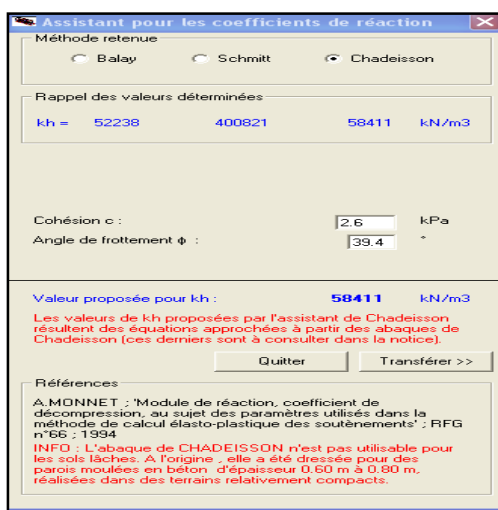 Assistant pour les coefficients de réaction
Méthode retenue
Balay Schmitt Chadeisson
Rappel des valeurs déterminées
kh = 52238 400821 58411 kN/m3
Cohésion c : 2.6 kPa
Angle de frottement ϕ : 39.4 °
Valeur proposée pour kh : 58411 kN/m3
Les valeurs de kh proposées par l'assistant de Chadeisson
résultent des équations approchées à partir des abaques de
Chadeisson (ces derniers sont à consulter dans la notice).
Quitter Transférer >>
Références
A.MONNET ; 'Module de réaction, coefficient de
décompression, au sujet des paramètres utilisés dans la
méthode de calcul élasto-plastique des soutènements' ; RFG
n°66 ; 1994
INFO : L'abaque de CHADEISSON n'est pas utilisable pour
les sols lâches. A l'origine , elle a été dressée pour des
parois moulées en béton d'épaisseur 0.60 m à 0.80 m,
réalisées dans des terrains relativement compacts.